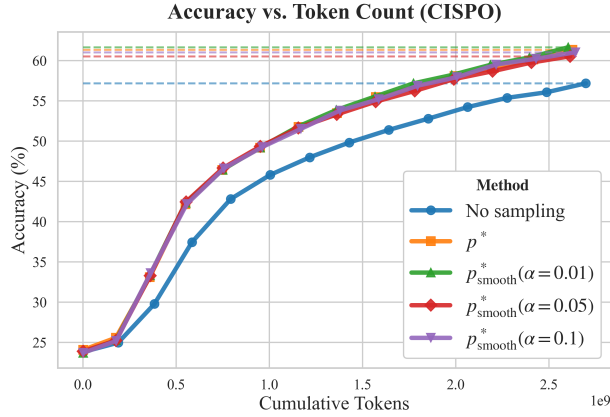 Accuracy vs. Token Count (CISPO)
Accuracy (%)
60
55
50
45
40
35
30
25
Method
No sampling
p*
p*smooth(α=0.01)
p*smooth(α=0.05)
p*smooth(α=0.1)
0.0 0.5 1.0 1.5 2.0 2.5
1e9
Cumulative Tokens